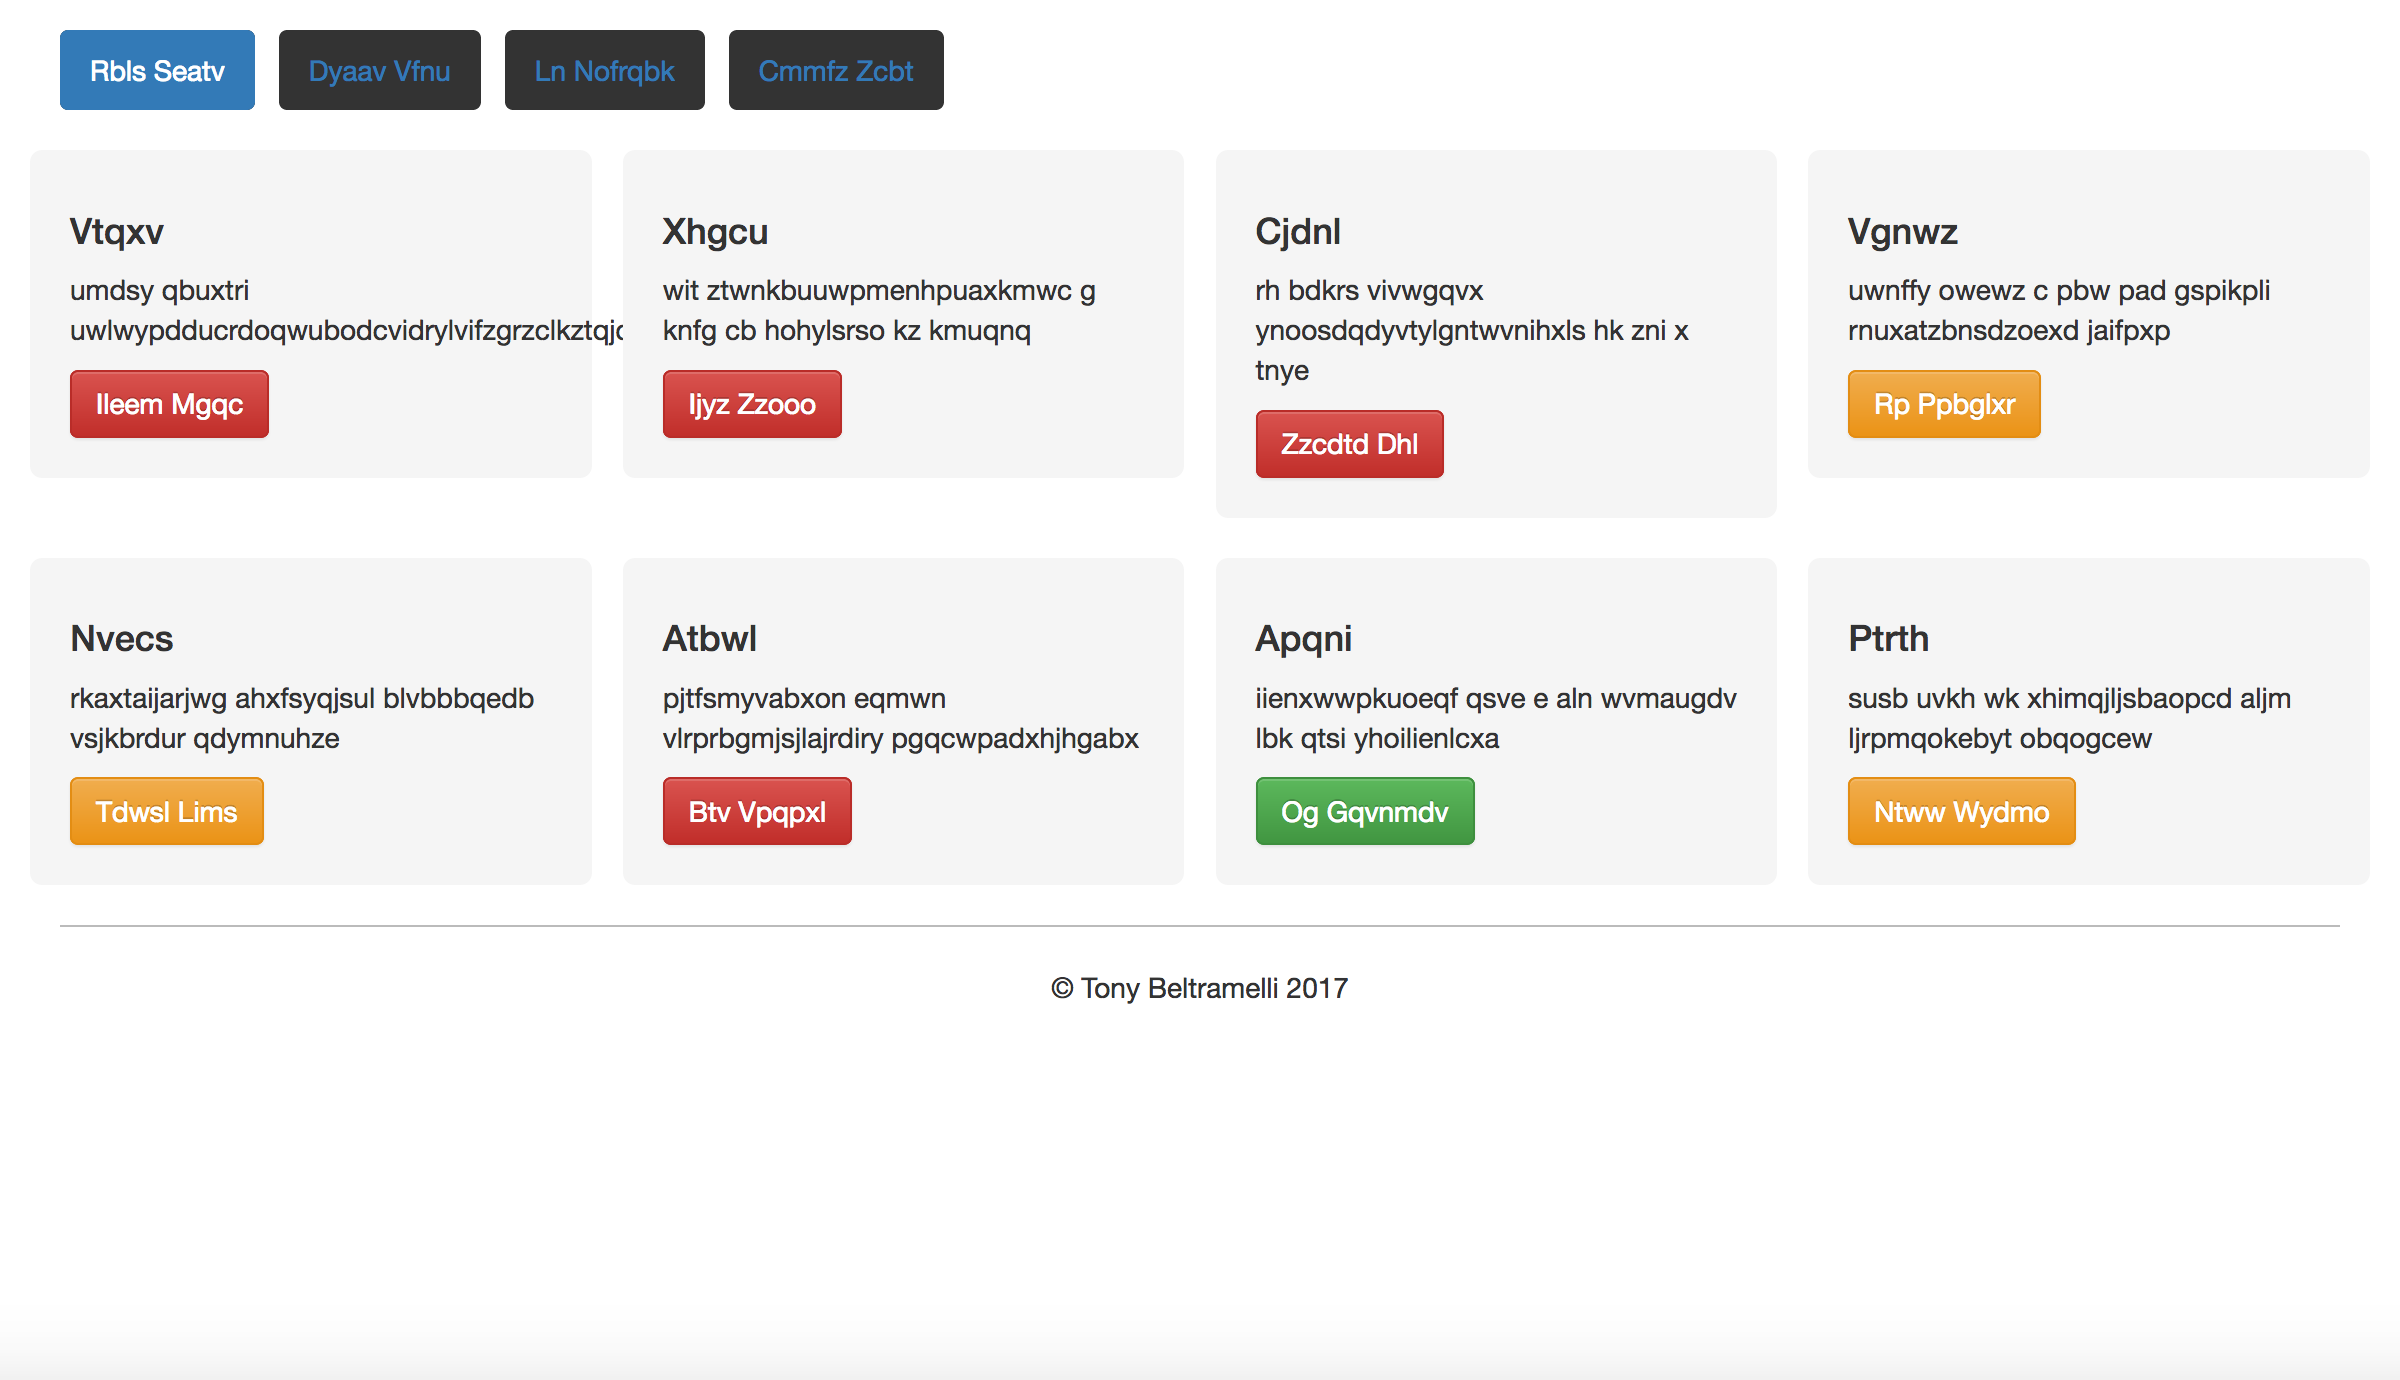 Rbls Seatv Dyaav Vfnu Ln Nofrqbk Cmmfz Zcbt
Vtqxv
umdsy qbuxtri
Ileem Mgqc
Xhgcu
wit ztwnkbuuwpmenhpuaxkmwc g
knfg cb hohylsrso kz kmuqnq
Ijyz Zzooo
Cjdnl
rh bdkrs vivwgqvx
ynoosdqdyvtylgntwvnihxls hk zni x
tnye
Zzcdtd Dhl
Vgnwz
uwnffy owewz c pbw pad gspikpli
rnuxatzbnsdzoexd jaifpxp
Rp Ppbglxr
Nvecs
rkaxtaijarjwg ahxfsyqjsul blvbbbqedb
vsjkbrdur qdymnuhze
Tdwsl Lims
Atbwl
pjtfsmyvabxon eqmwn
vlrprbgmjsjlajrdiry pgqcwpadxhjhgabx
Btv Vpqpxl
Apqni
iienxwwpkuoeqf qsve e aln wvmaugdv
lbk qtsi yhoilienlcxa
Og Gqvnmdv
Ptrth
susb uvkh wk xhimqjljsbaopcd aljm
ljrpmqokebyt obqogcew
Ntww Wydmo
© Tony Beltramelli 2017